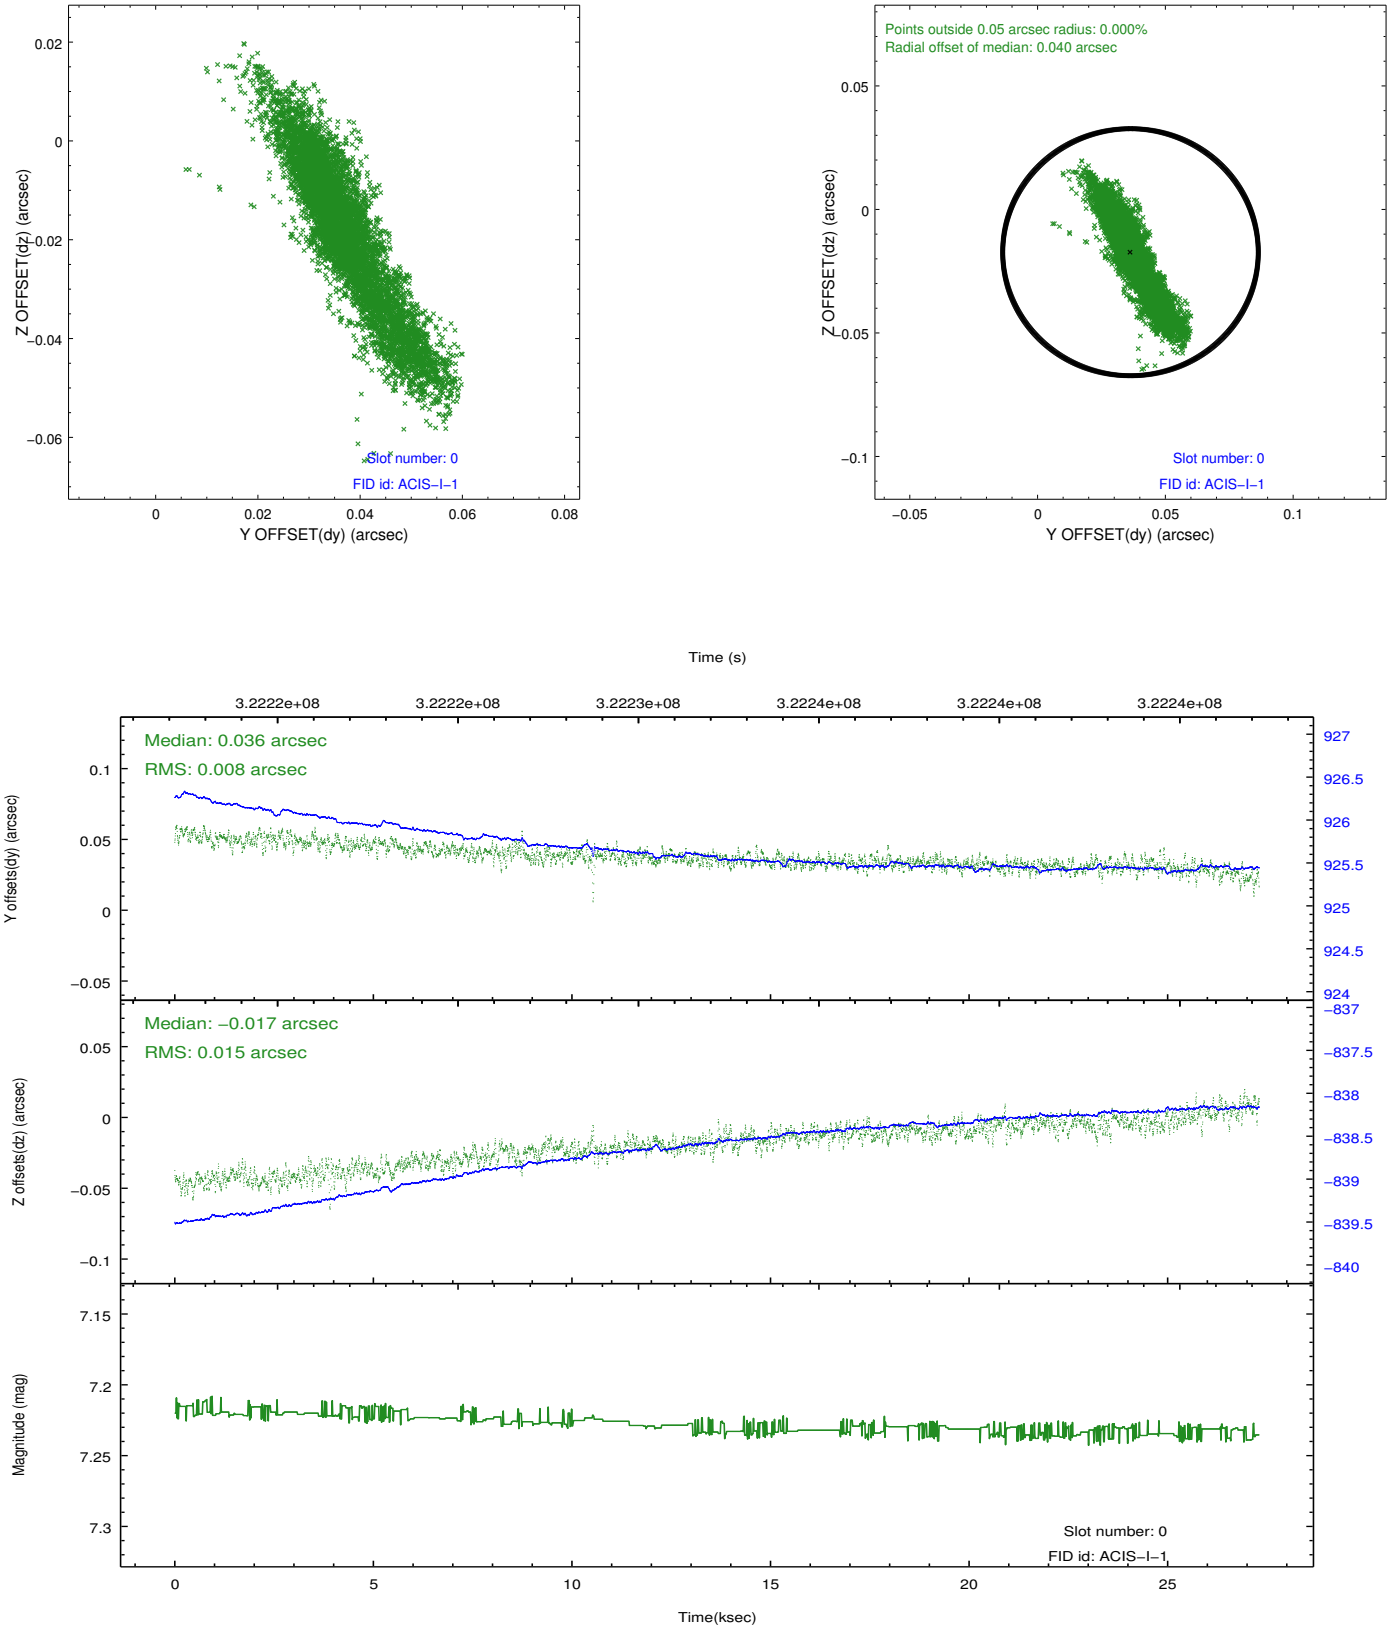 0.02
0
−0.02
−0.04
−0.06
Z OFFSET(dz) (arcsec)
Slot number: 0
FID id: ACIS−I−1
0 0.02 0.04 0.06 0.08
Y OFFSET(dy) (arcsec)
Points outside 0.05 arcsec radius: 0.000%
Radial offset of median: 0.040 arcsec
0.05
0
−0.05
−0.1
Z OFFSET(dz) (arcsec)
Slot number: 0
FID id: ACIS−I−1
−0.05 0 0.05 0.1
Y OFFSET(dy) (arcsec)
Time (s)
3.2222e+08 3.2222e+08 3.2223e+08 3.2224e+08 3.2224e+08 3.2224e+08
Median: 0.036 arcsec
RMS: 0.008 arcsec
0.1
0.05
0
−0.05
Y offsets(dy) (arcsec)
927
926.5
926
925.5
925
924.5
924
Median: −0.017 arcsec
RMS: 0.015 arcsec
0.05
0
−0.05
−0.1
Z offsets(dz) (arcsec)
−837
−837.5
−838
−838.5
−839
−839.5
−840
7.15
7.2
7.25
7.3
Magnitude (mag)
Slot number: 0
FID id: ACIS−I−1
0 5 10 15 20 25
Time(ksec)